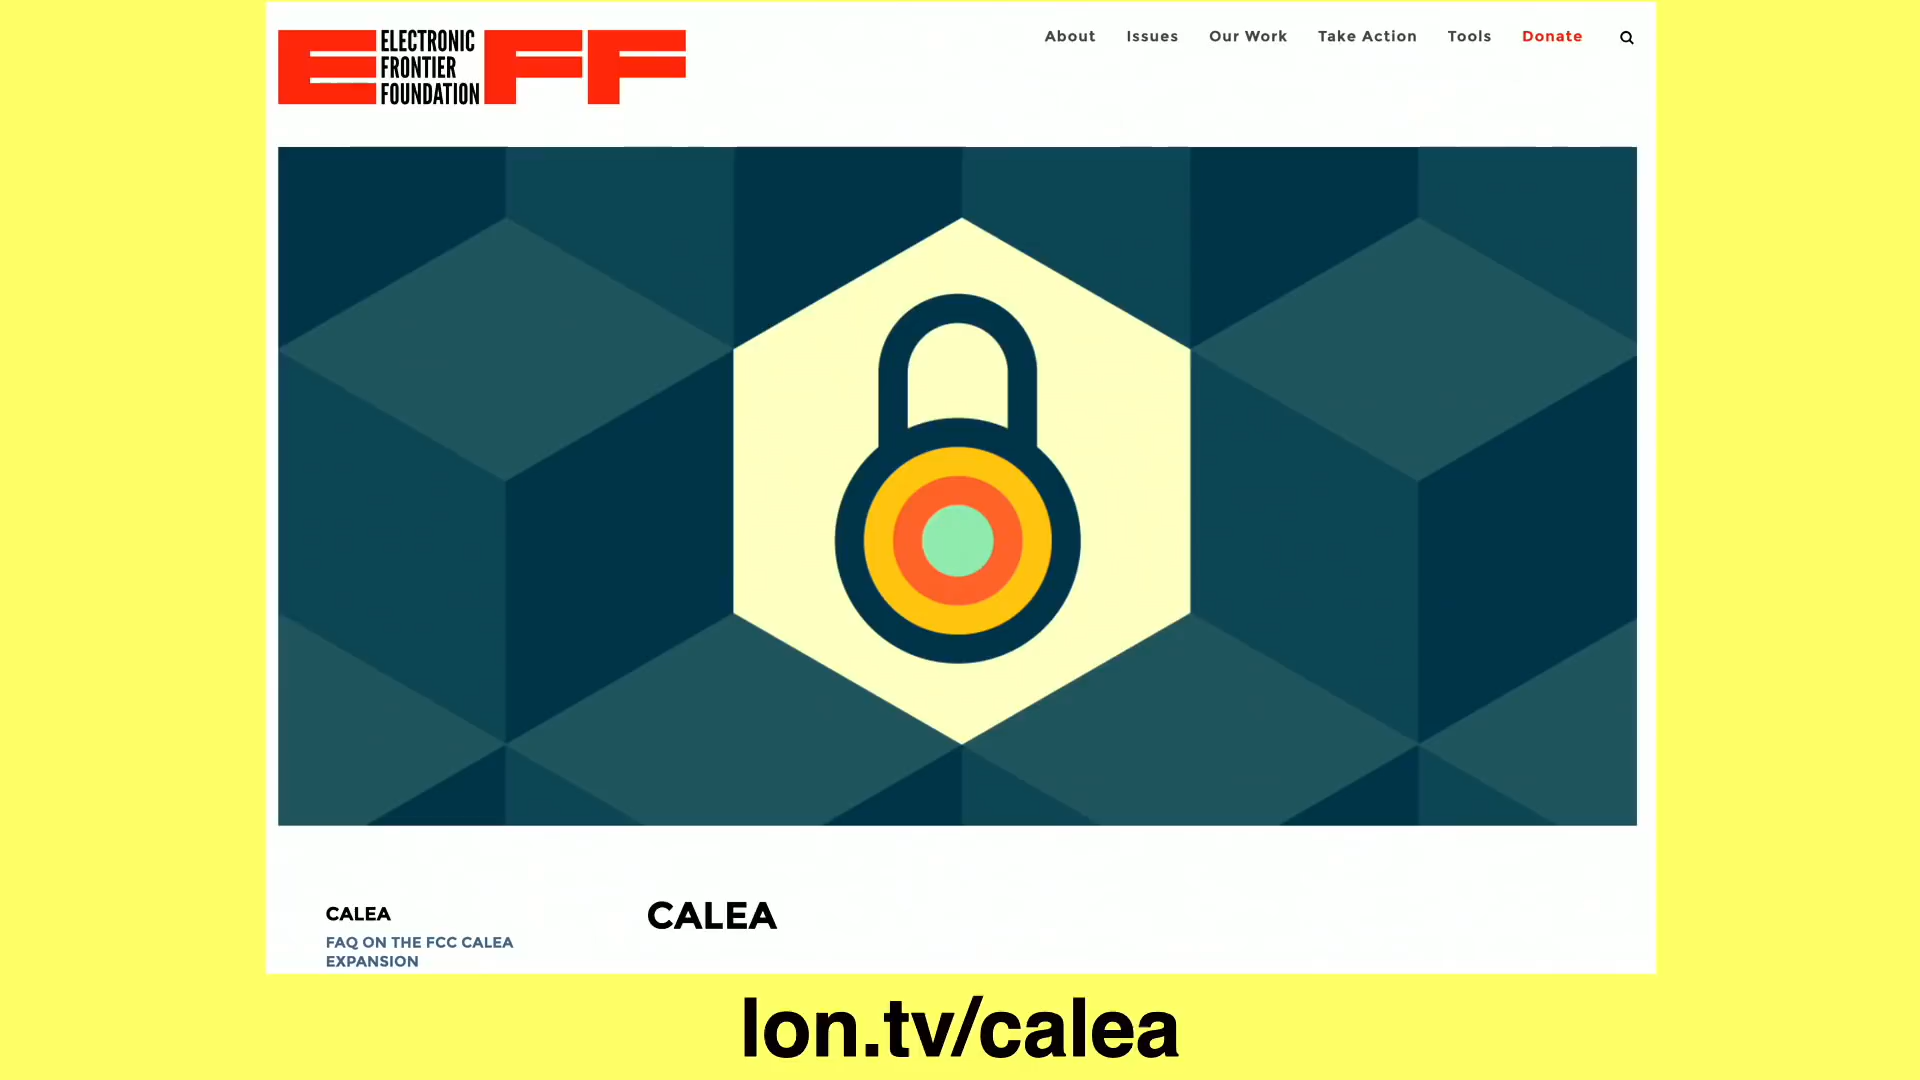 EFF
ELECTRONIC
FRONTIER
FOUNDATION
About Issues Our Work Take Action Tools Donate
CALEA
FAQ ON THE FCC CALEA
EXPANSION
CALEA
lon.tv/calea